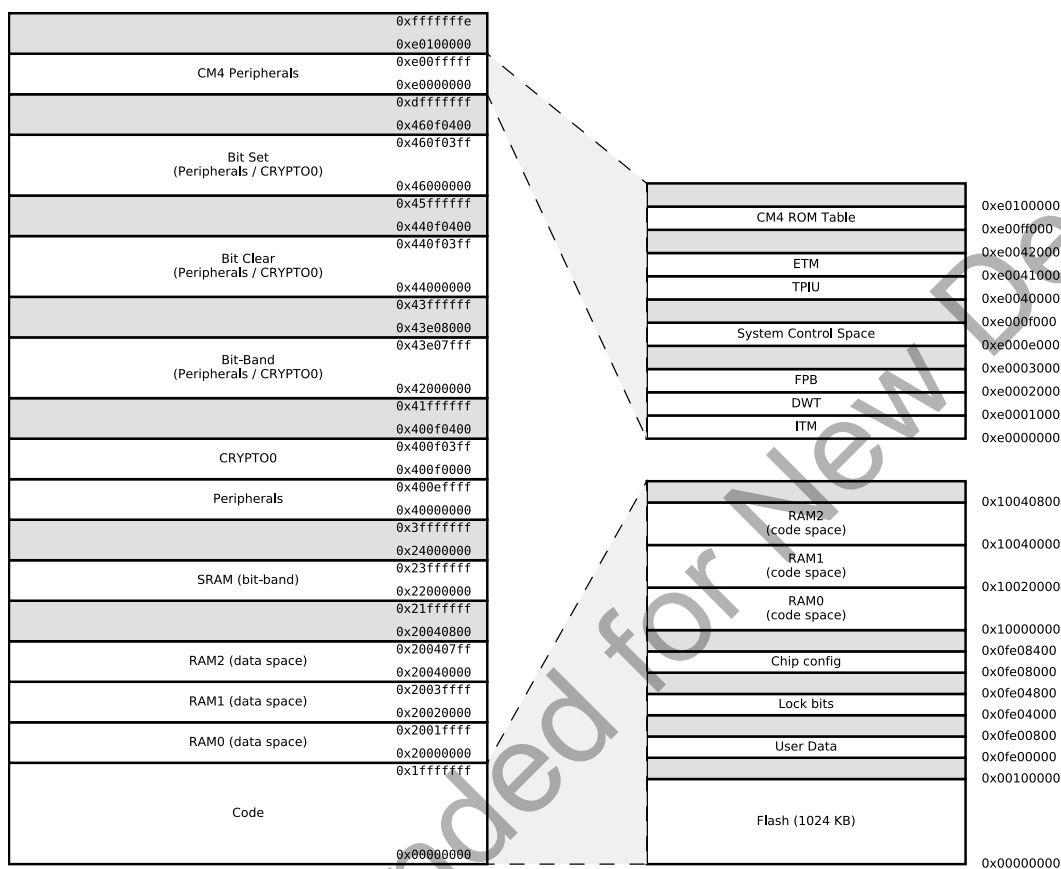 0xfffffffe
0xe0100000
0xe00fffff
CM4 Peripherals
0xe0000000
0xdfffffff
0x460f0400
0x460f03ff
Bit Set
(Peripherals / CRYPTO0)
0x46000000
0x45ffffff
0x440f0400
0x440f03ff
Bit Clear
(Peripherals / CRYPTO0)
0x44000000
0x43ffffff
0x43e08000
0x43e07fff
Bit-Band
(Peripherals / CRYPTO0)
0x42000000
0x41ffffff
0x400f0400
0x400f03ff
CRYPTO0
0x400f0000
0x400effff
Peripherals
0x40000000
0x3fffffff
0x24000000
0x23ffffff
SRAM (bit-band)
0x22000000
0x21ffffff
0x20040800
0x200407ff
RAM2 (data space)
0x20040000
0x2003ffff
RAM1 (data space)
0x20020000
0x2001ffff
RAM0 (data space)
0x20000000
0x1fffffff
Code
0x00000000
0xe0100000
CM4 ROM Table
0xe00ff000
0xe0042000
ETM
0xe0041000
TPIU
0xe0040000
0xe000f000
System Control Space
0xe000e000
0xe0003000
FPB
0xe0002000
DWT
0xe0001000
ITM
0xe0000000
0x10040800
RAM2
(code space)
0x10040000
RAM1
(code space)
0x10020000
RAM0
(code space)
0x10000000
0x0fe08400
Chip config
0x0fe08000
0x0fe04800
Lock bits
0x0fe04000
0x0fe00800
User Data
0x0fe00000
0x00100000
Flash (1024 KB)
0x00000000
for New